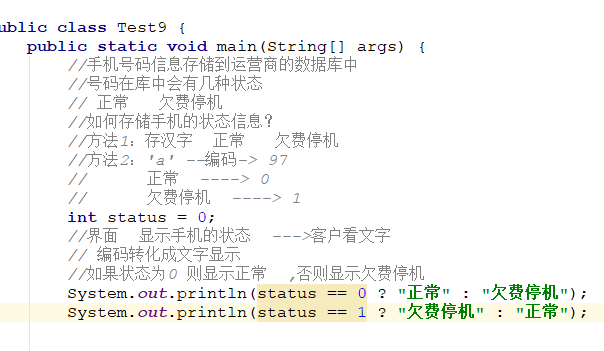 ublic class Test9 {
public static void main(String[] args) {
//手机号码信息存储到运营商的数据库中
//号码在库中会有几种状态
// 正常 欠费停机
//如何存储手机的状态信息?
//方法1：存汉字 正常 欠费停机
//方法2：'a' --编码-> 97
// 正常 ----> 0
// 欠费停机 ----> 1
int status = 0;
//界面 显示手机的状态 --->客户看文字
// 编码转化成文字显示
//如果状态为0 则显示正常 ,否则显示欠费停机
System.out.println(status == 0 ? "正常" : "欠费停机");
System.out.println(status == 1 ? "欠费停机" : "正常");